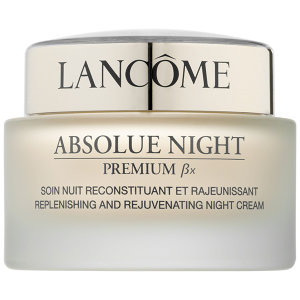 LANCÔME
ABSOLUE NIGHT
PREMIUM βx
SOIN NUIT RECONSTITUANT ET RAJEUNISSANT
REPLENISHING AND REJUVENATING NIGHT CREAM